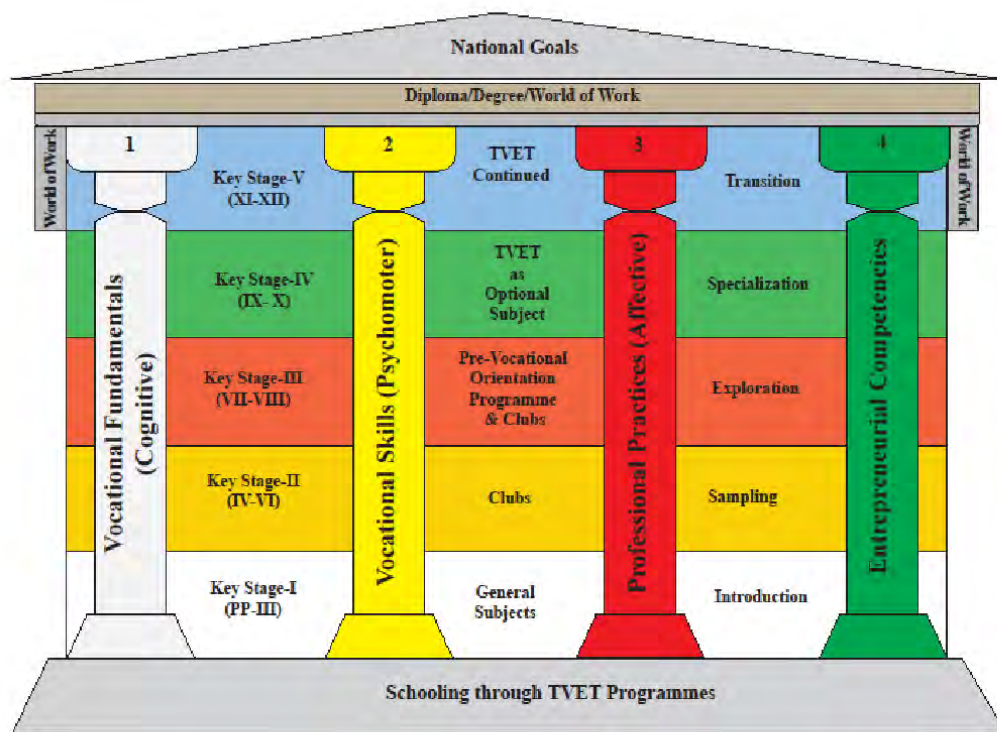 National Goals
Diploma/Degree/World of Work
World of Work
1
2
3
4
World of Work
Key Stage-V
(XI-XII)
TVET
Continued
Transition
Key Stage-IV
(IX- X)
TVET
as
Optional
Subject
Specialization
Key Stage-III
(VII-VIII)
Pre-Vocational
Orientation
Programme
& Clubs
Exploration
Key Stage-II
(IV-VI)
Clubs
Sampling
Key Stage-I
(PP-III)
General
Subjects
Introduction
Vocational Fundamentals
(Cognitive)
Vocational Skills (Psychomoter)
Professional Practices (Affective)
Entrepreneurial Competencies
Schooling through TVET Programmes